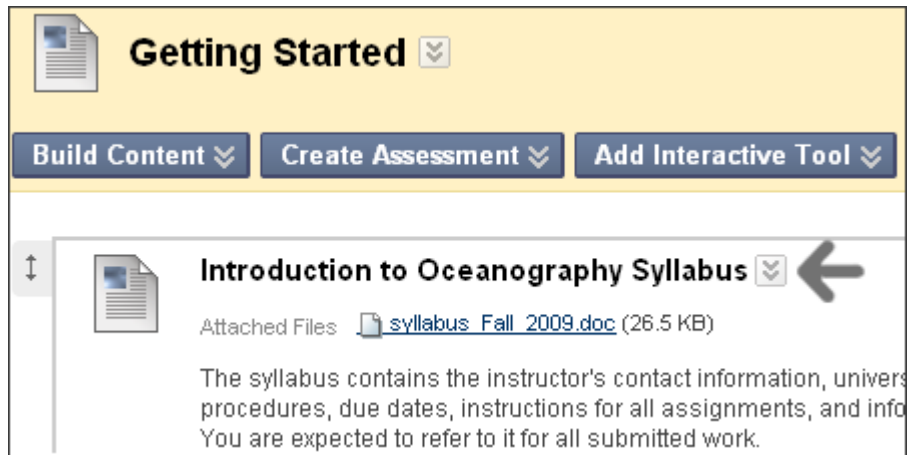 Getting Started
Build Content Create Assessment Add Interactive Tool
Introduction to Oceanography Syllabus
Attached Files syllabus_Fall_2009.doc (26.5 KB)
The syllabus contains the instructor's contact information,
procedures, due dates, instructions for all assignments, and
You are expected to refer to it for all submitted work.